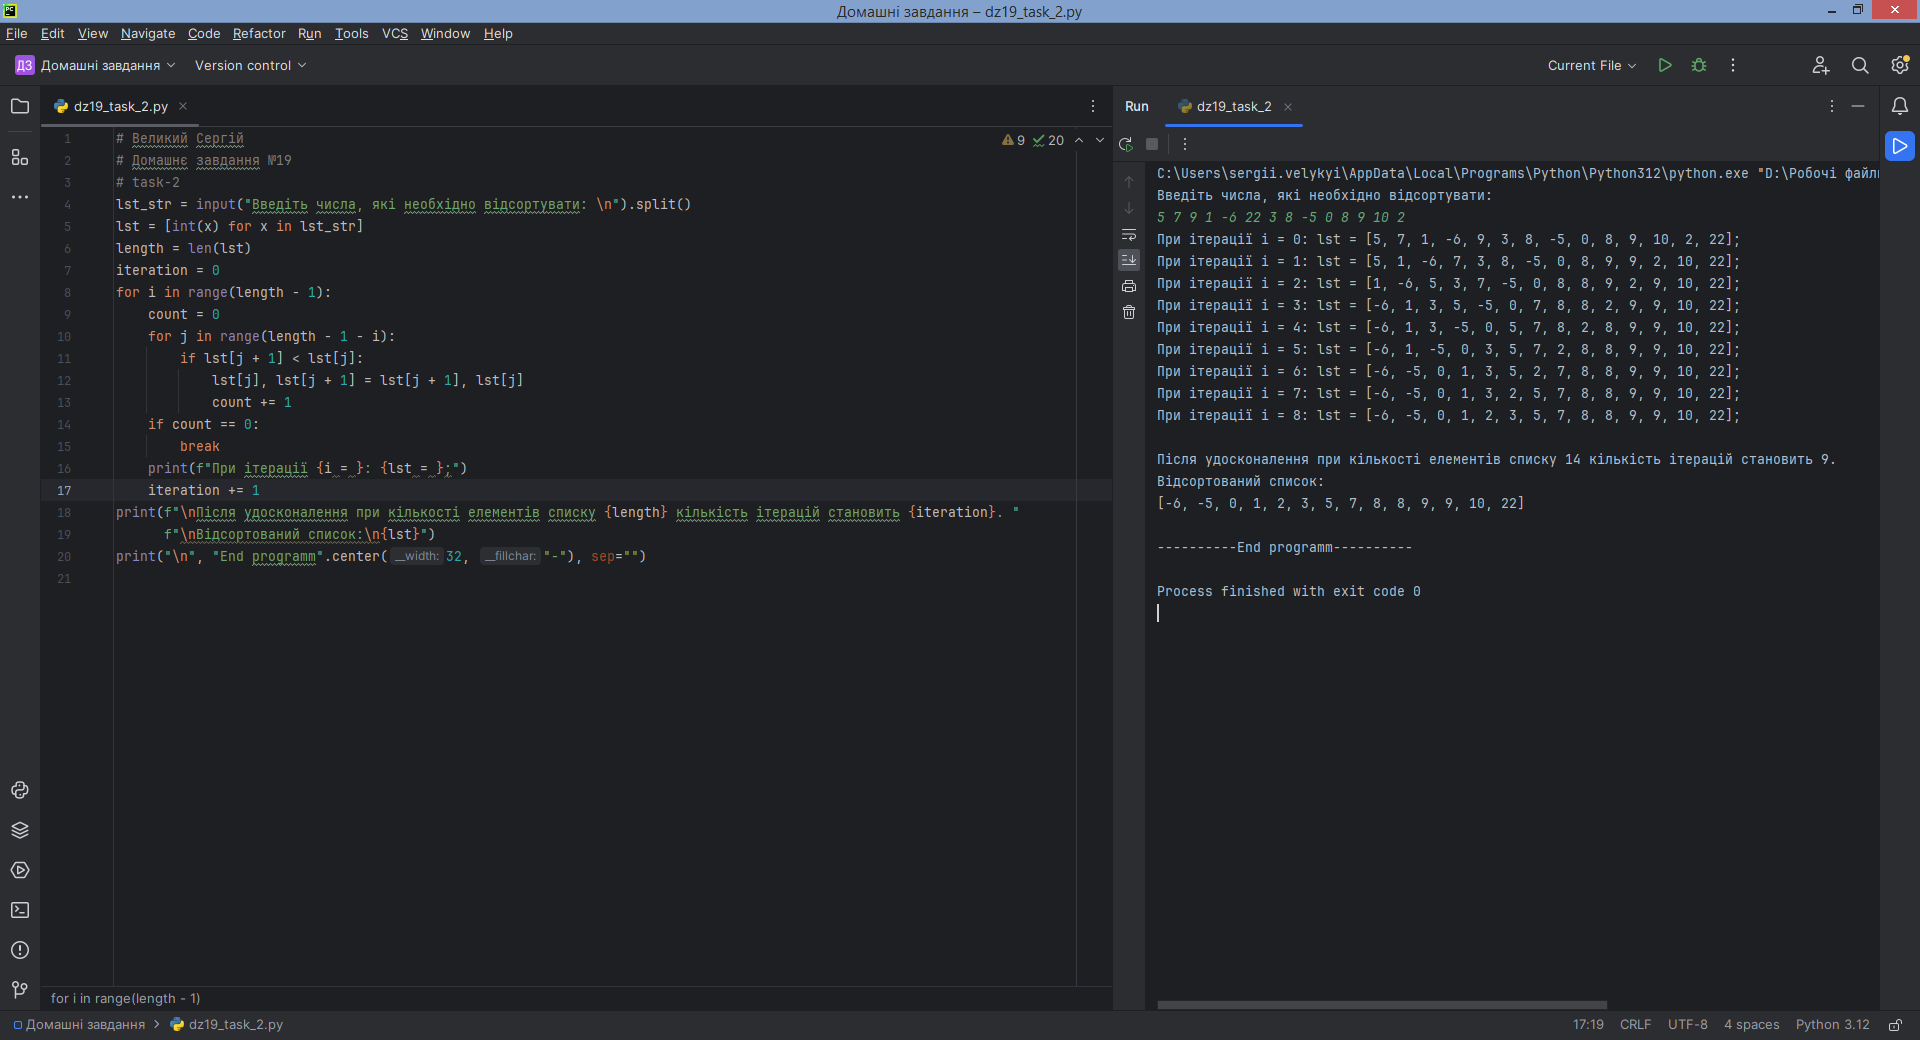 Домашні завдання – dz19_task_2.py
File Edit View Navigate Code Refactor Run Tools VCS Window Help
ДЗ Домашні завдання Version control Current File
dz19_task_2.py
9 20
1 # Великий Сергій
2 # Домашнє завдання №19
3 # task-2
4 lst_str = input("Введіть числа, які необхідно відсортувати: \n").split()
5 lst = [int(x) for x in lst_str]
6 length = len(lst)
7 iteration = 0
8 for i in range(length - 1):
9 count = 0
10 for j in range(length - 1 - i):
11 if lst[j + 1] < lst[j]:
12 lst[j], lst[j + 1] = lst[j + 1], lst[j]
13 count += 1
14 if count == 0:
15 break
16 print(f"При ітерації {i = }: {lst = };")
17 iteration += 1
18 print(f"\nПісля удосконалення при кількості елементів списку {length} кількість ітерацій становить {iteration}. "
19 f"\nВідсортований список:\n{lst}")
20 print("\n", "End programm".center( __width: 32, __fillchar: "-"), sep="")
21
for i in range(length - 1)
Run dz19_task_2
C:\Users\sergii.velykyi\AppData\Local\Programs\Python\Python312\python.exe "D:\Робочі файли
Введіть числа, які необхідно відсортувати:
5 7 9 1 -6 22 3 8 -5 0 8 9 10 2
При ітерації i = 0: lst = [5, 7, 1, -6, 9, 3, 8, -5, 0, 8, 9, 10, 2, 22];
При ітерації i = 1: lst = [5, 1, -6, 7, 3, 8, -5, 0, 8, 9, 9, 2, 10, 22];
При ітерації i = 2: lst = [1, -6, 5, 3, 7, -5, 0, 8, 8, 9, 2, 9, 10, 22];
При ітерації i = 3: lst = [-6, 1, 3, 5, -5, 0, 7, 8, 8, 2, 9, 9, 10, 22];
При ітерації i = 4: lst = [-6, 1, 3, -5, 0, 5, 7, 8, 2, 8, 9, 9, 10, 22];
При ітерації i = 5: lst = [-6, 1, -5, 0, 3, 5, 7, 2, 8, 8, 9, 9, 10, 22];
При ітерації i = 6: lst = [-6, -5, 0, 1, 3, 5, 2, 7, 8, 8, 9, 9, 10, 22];
При ітерації i = 7: lst = [-6, -5, 0, 1, 3, 2, 5, 7, 8, 8, 9, 9, 10, 22];
При ітерації i = 8: lst = [-6, -5, 0, 1, 2, 3, 5, 7, 8, 8, 9, 9, 10, 22];
Після удосконалення при кількості елементів списку 14 кількість ітерацій становить 9.
Відсортований список:
[-6, -5, 0, 1, 2, 3, 5, 7, 8, 8, 9, 9, 10, 22]
----------End programm----------
Process finished with exit code 0
Домашні завдання dz19_task_2.py 17:19 CRLF UTF-8 4 spaces Python 3.12